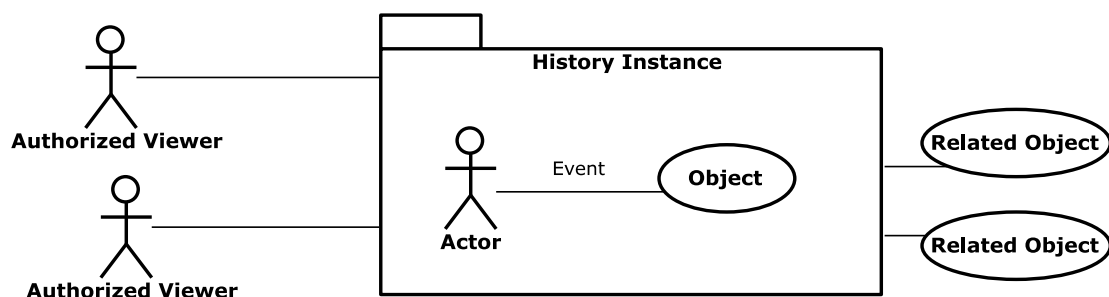 History Instance
Authorized Viewer
Related Object
Event
Object
Actor
Related Object
Authorized Viewer